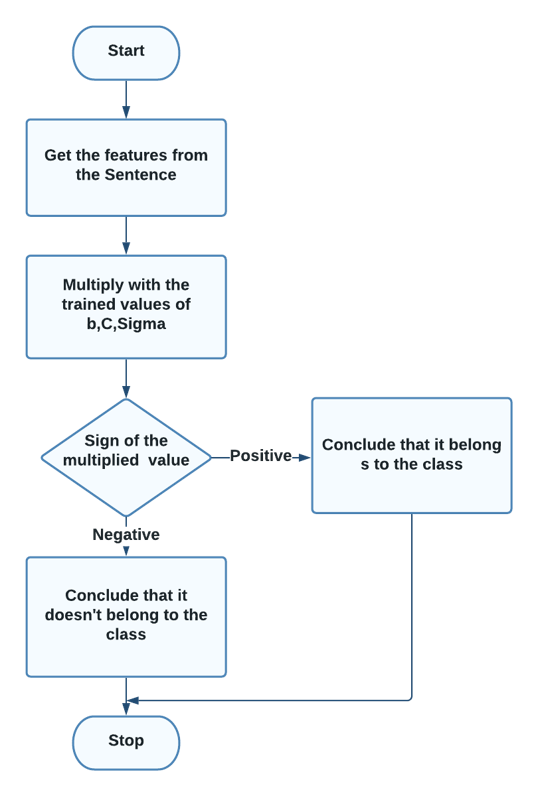 Start
Get the features from
the Sentence
Multiply with the
trained values of
b,C,Sigma
Sign of the
multiplied  value
Positive
Conclude that it belong
s to the class
Negative
Conclude that it
doesn't belong to the
class
Stop